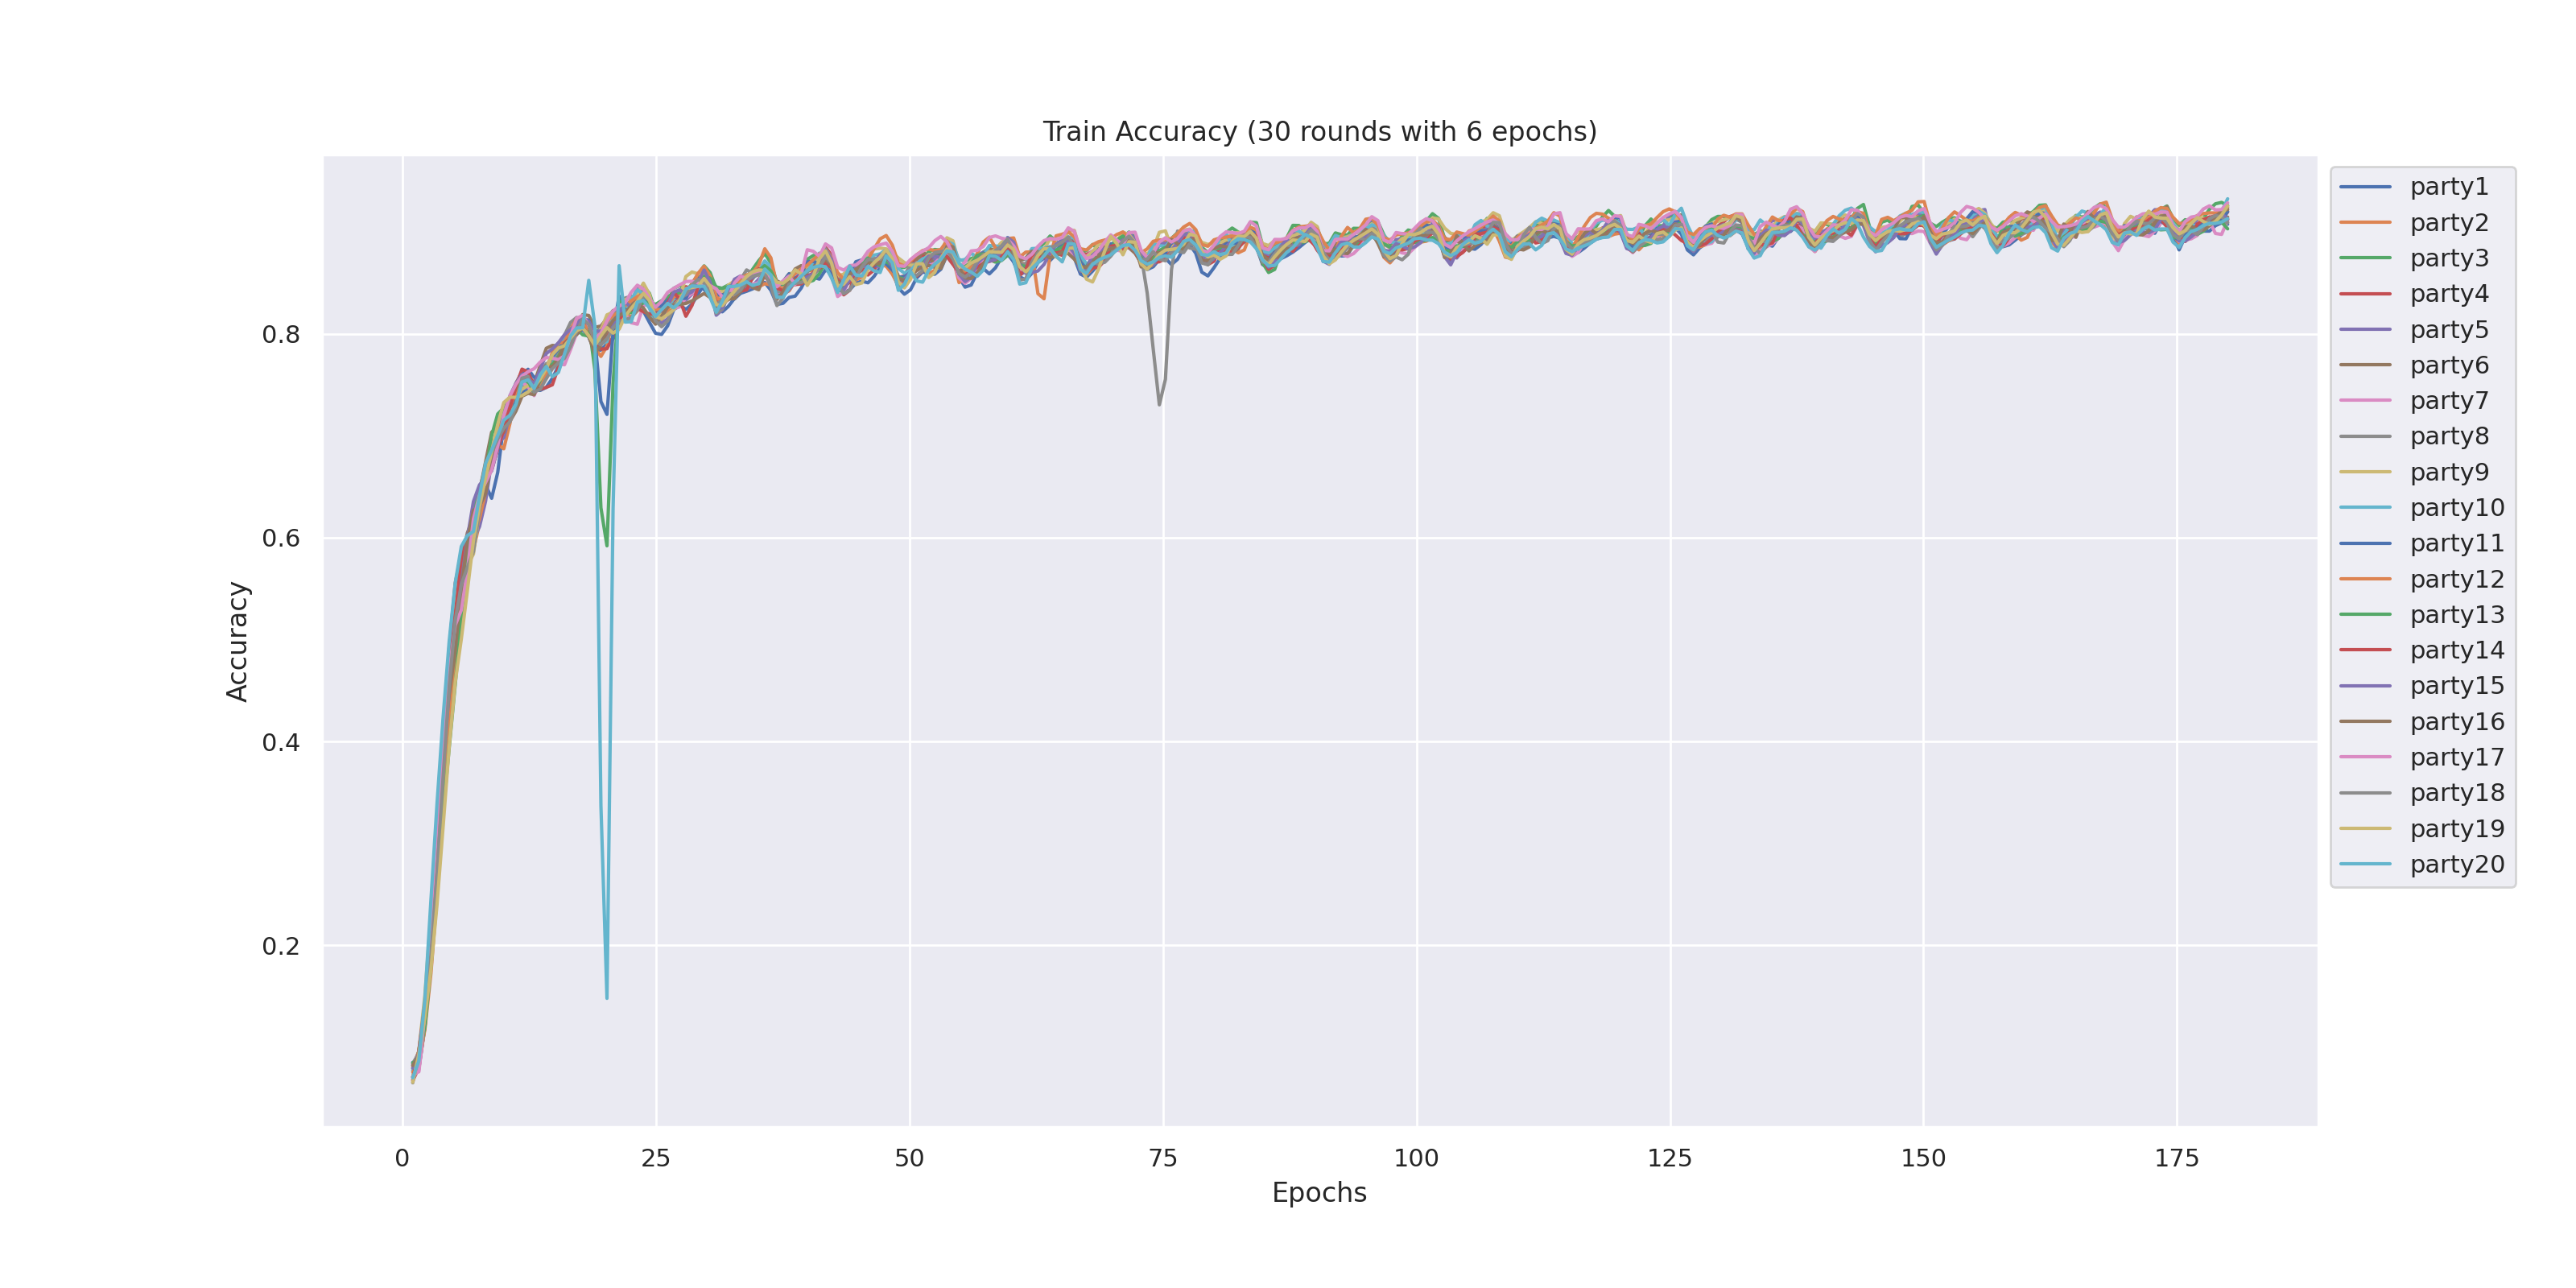 Train Accuracy (30 rounds with 6 epochs)
party1
party2
party3
party4
party5
party6
party7
party8
party9
party10
party11
party12
party13
party14
party15
party16
party17
party18
party19
party20
0.8
0.6
0.4
0.2
Accuracy
0 25 50 75 100 125 150 175
Epochs